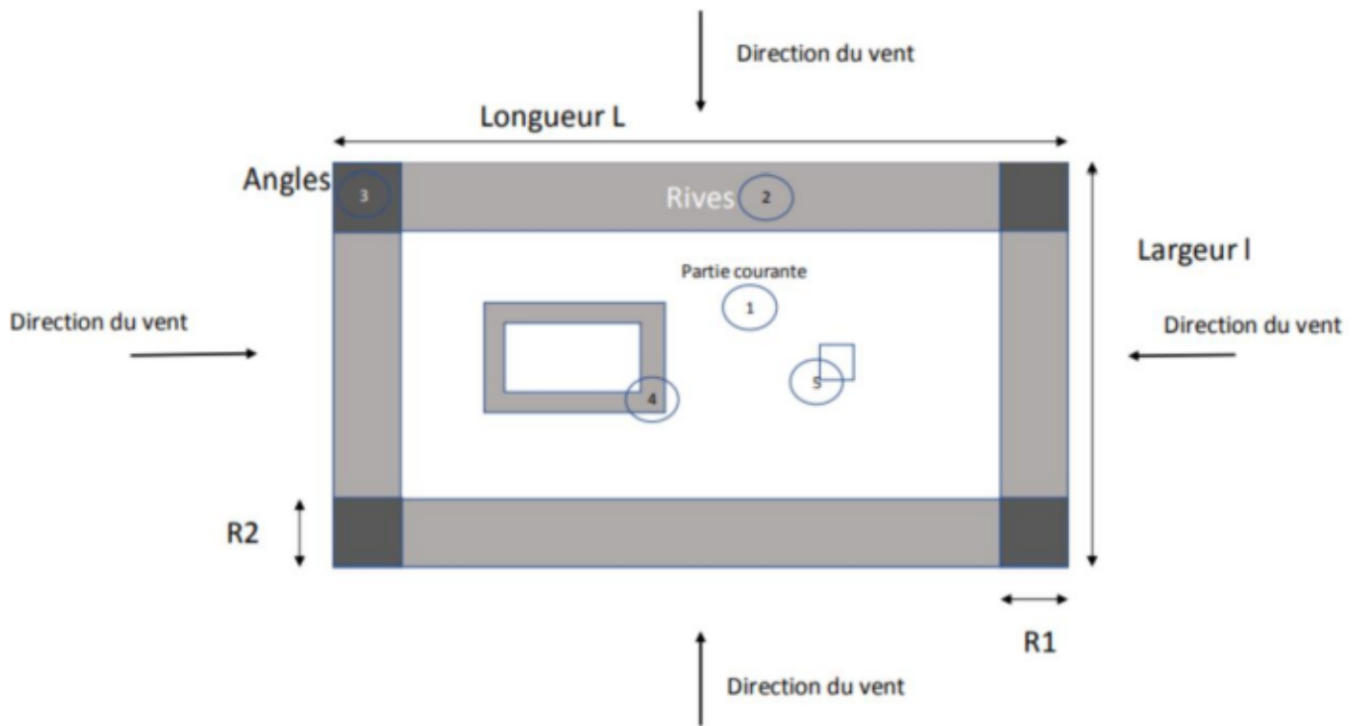 Direction du vent
Longueur L
Angles
3
Rives 2
Largeur l
Partie courante
1
Direction du vent
Direction du vent
5
4
R2
R1
Direction du vent